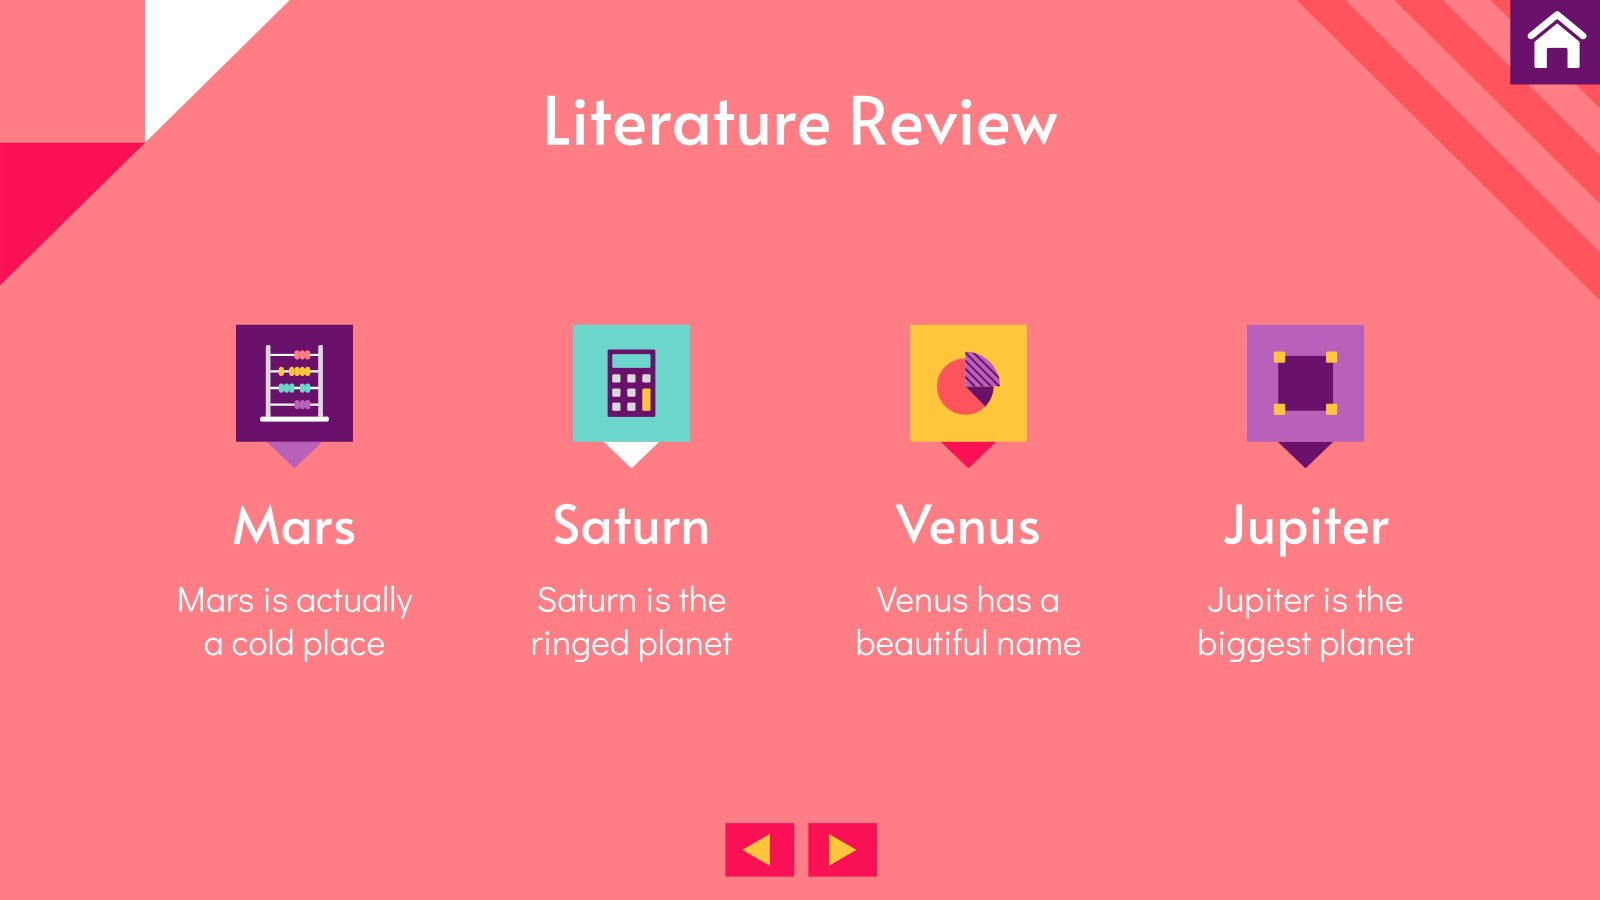 Literature Review
Mars
Mars is actually
a cold place
Saturn
Saturn is the
ringed planet
Venus
Venus has a
beautiful name
Jupiter
Jupiter is the
biggest planet